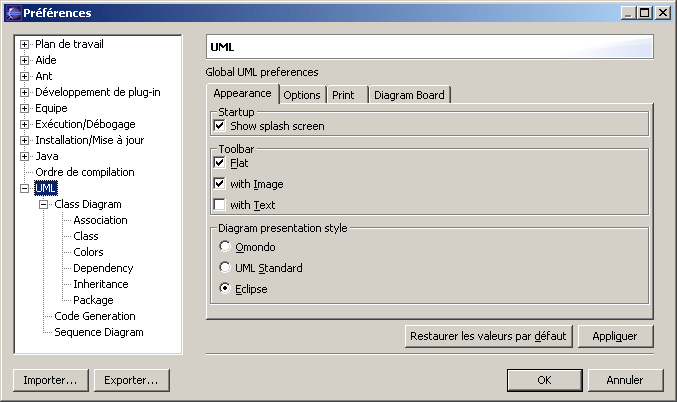 Préférences
Plan de travail
Aide
Ant
Développement de plug-in
Equipe
Exécution/Débogage
Installation/Mise à jour
Java
Ordre de compilation
UML
Class Diagram
Association
Class
Colors
Dependency
Inheritance
Package
Code Generation
Sequence Diagram
UML
Global UML preferences
Appearance Options Print Diagram Board
Startup
Show splash screen
Toolbar
Flat
with Image
with Text
Diagram presentation style
Omondo
UML Standard
Eclipse
Restaurer les valeurs par défaut Appliquer
Importer... Exporter... OK Annuler